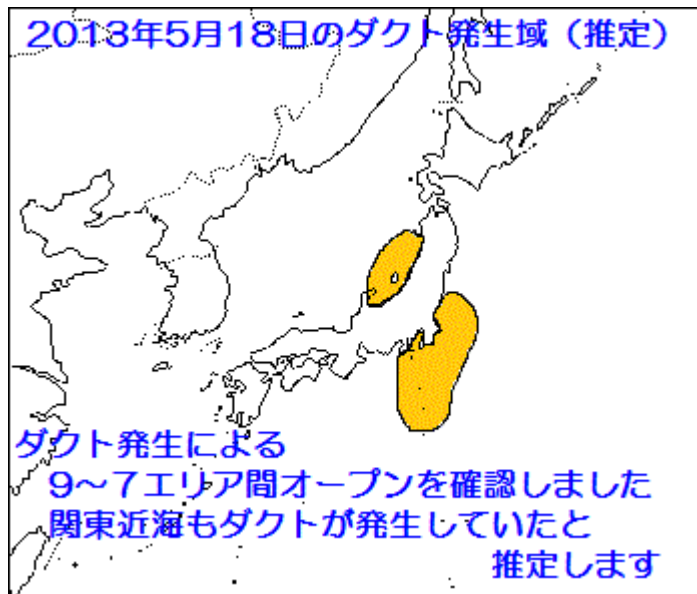 2013年5月18日のダクト発生域（推定）
ダクト発生による
9～7エリア間オープンを確認しました
関東近海もダクトが発生していたと
推定します